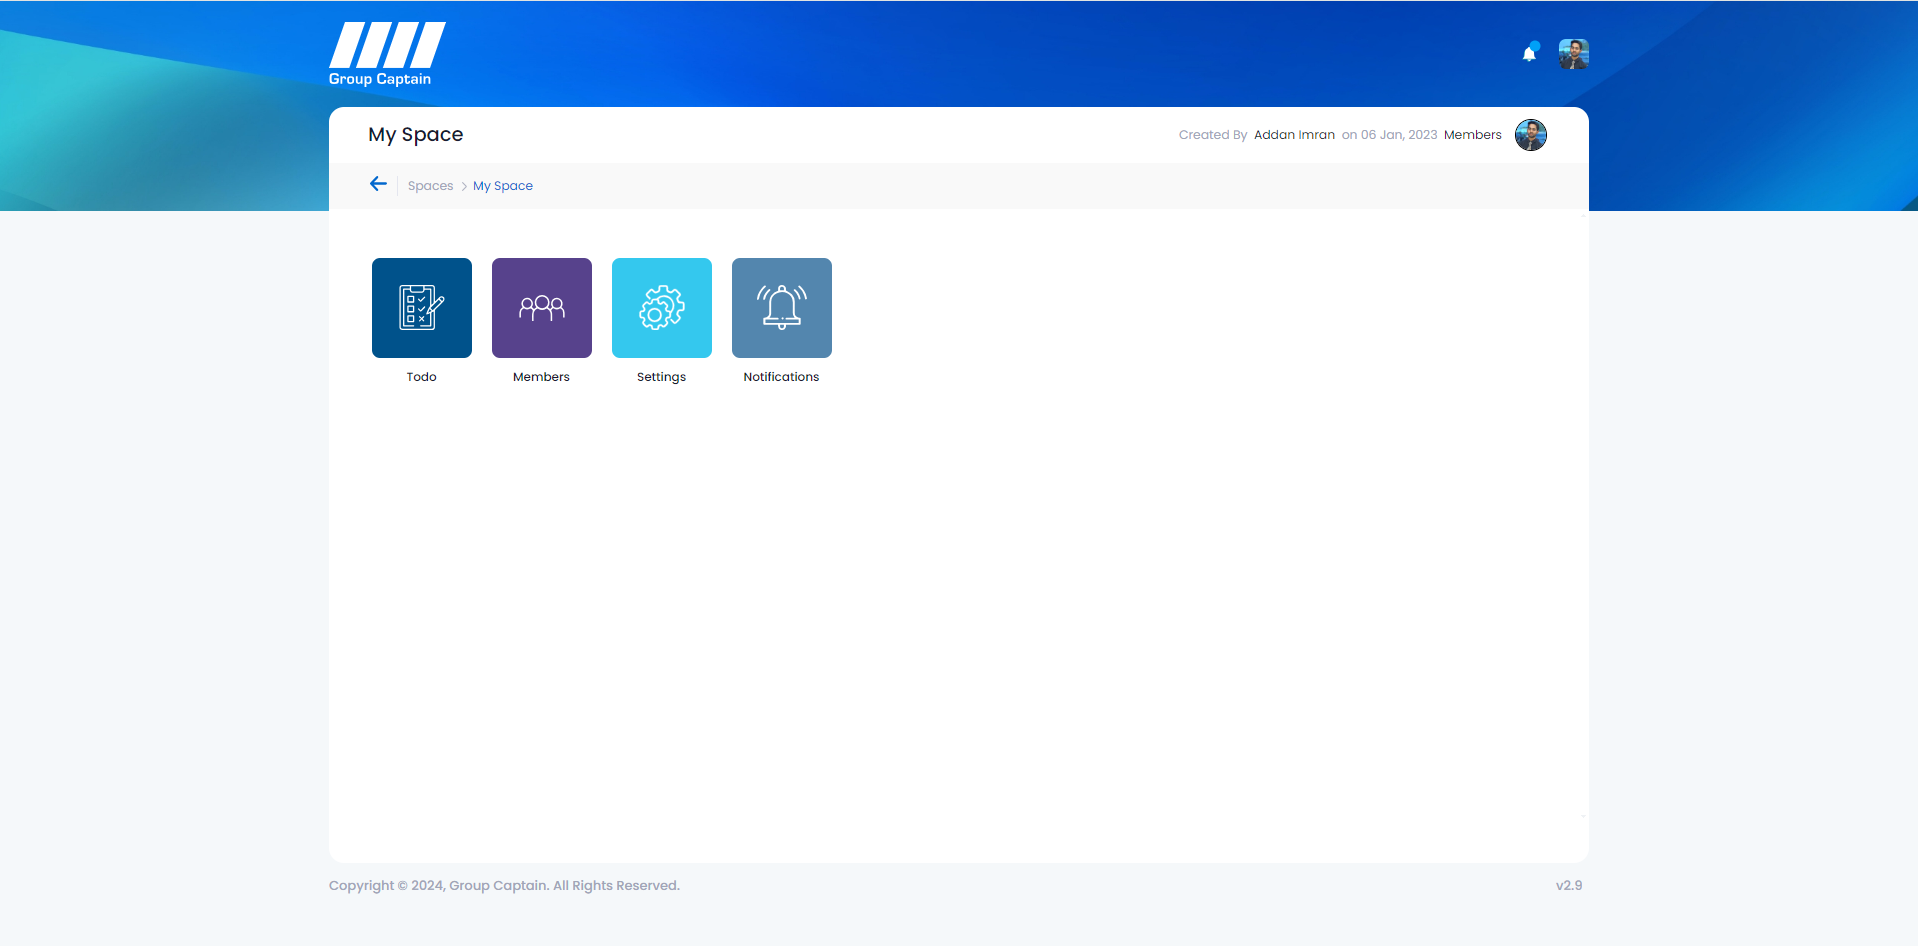 Group Captain
My Space
Created By Addan Imran on 06 Jan, 2023 Members
Spaces > My Space
Todo
Members
Settings
Notifications
Copyright © 2024, Group Captain. All Rights Reserved.
v2.9